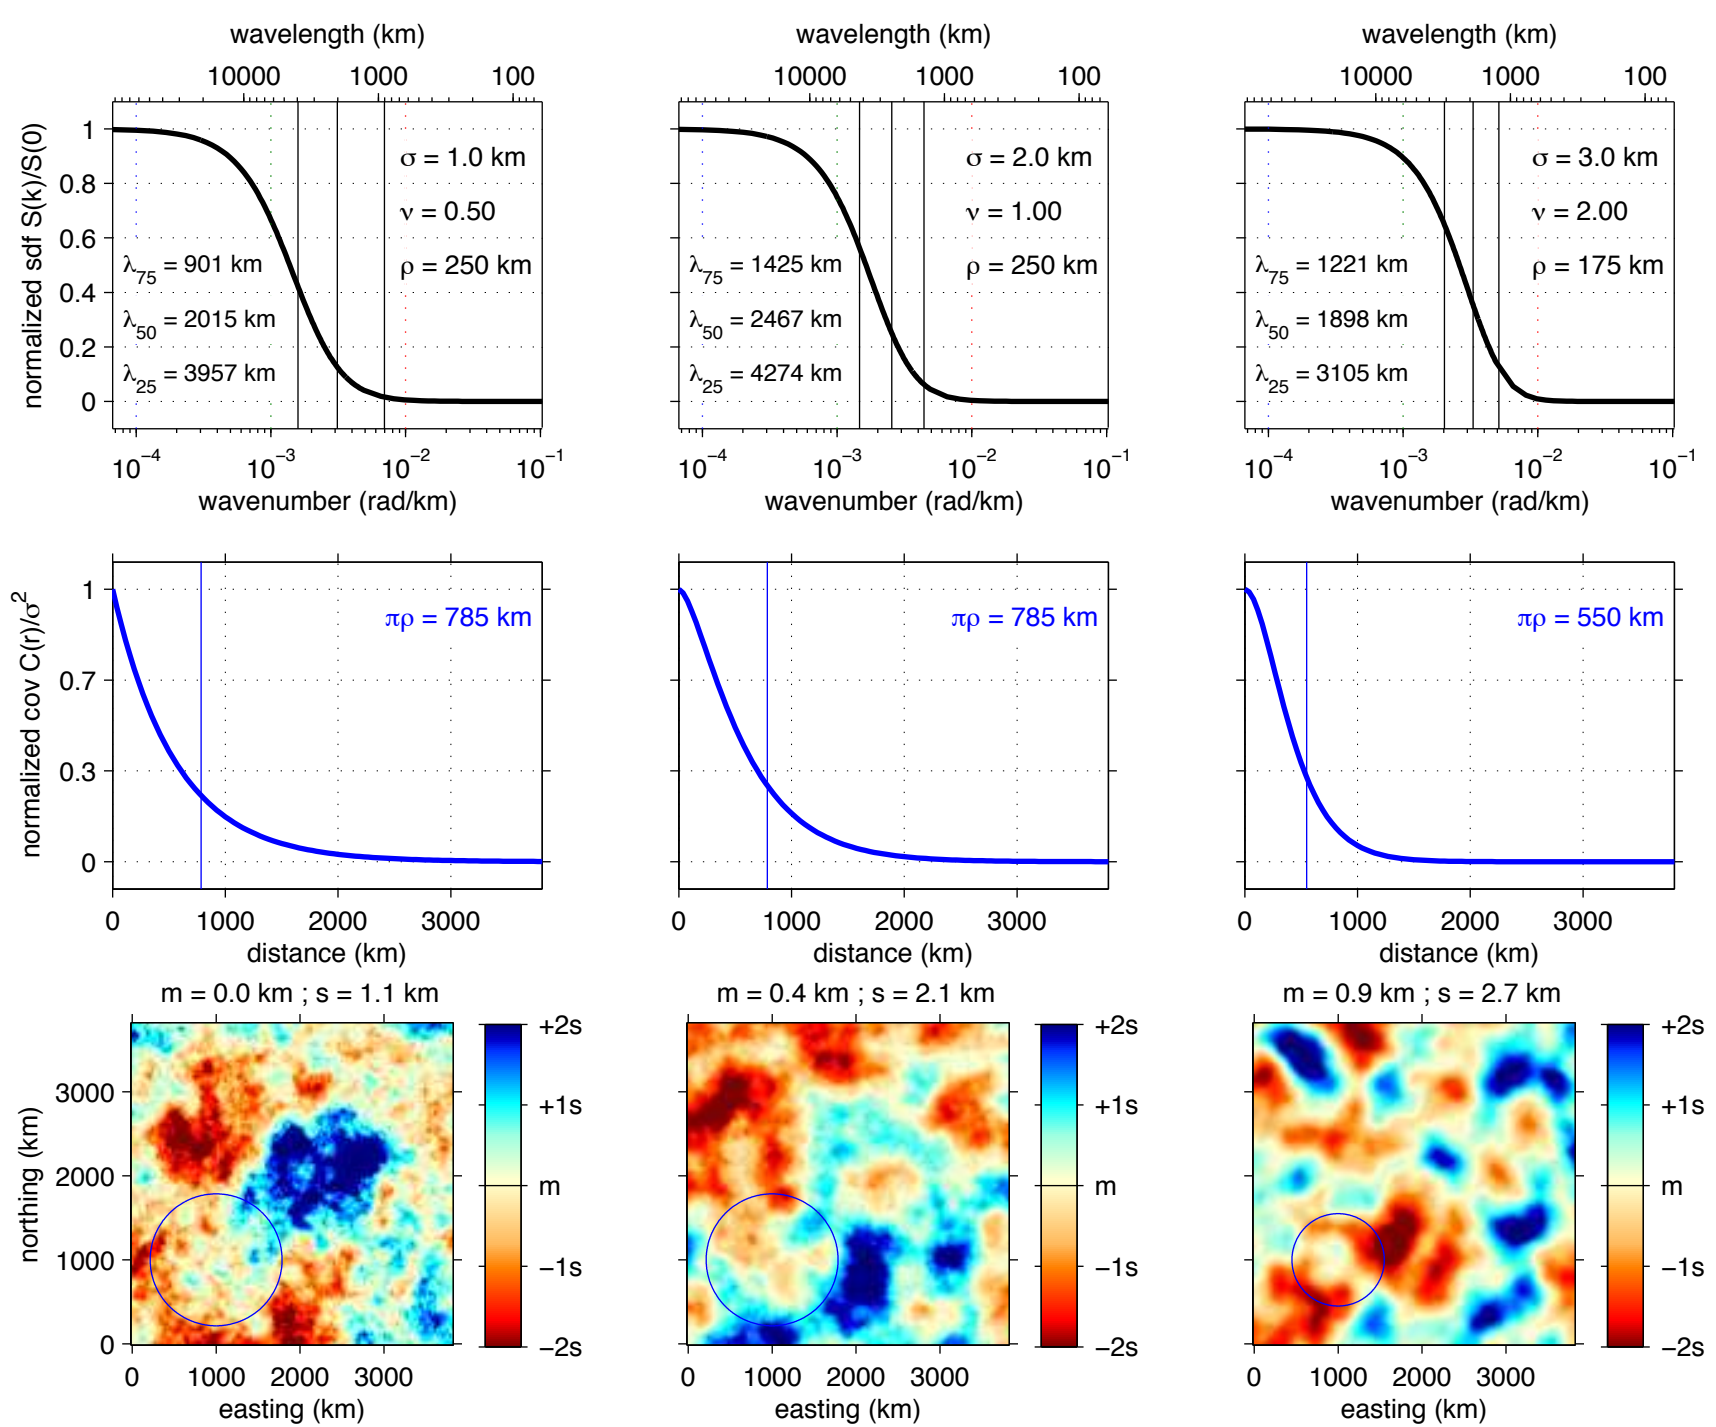 wavelength (km) wavelength (km) wavelength (km)
10000 1000 100 10000 1000 100 10000 1000 100
normalized sdf S(k)/S(0)
1
0.8
0.6
0.4
0.2
0
σ = 1.0 km
ν = 0.50
ρ = 250 km
λ75 = 901 km
λ50 = 2015 km
λ25 = 3957 km
σ = 2.0 km
ν = 1.00
ρ = 250 km
λ75 = 1425 km
λ50 = 2467 km
λ25 = 4274 km
σ = 3.0 km
ν = 2.00
ρ = 175 km
λ75 = 1221 km
λ50 = 1898 km
λ25 = 3105 km
10−4 10−3 10−2 10−1 10−4 10−3 10−2 10−1 10−4 10−3 10−2 10−1
wavenumber (rad/km) wavenumber (rad/km) wavenumber (rad/km)
normalized cov C(r)/σ2
1
0.7
0.3
0
πρ = 785 km πρ = 785 km πρ = 550 km
0 1000 2000 3000 0 1000 2000 3000 0 1000 2000 3000
distance (km) distance (km) distance (km)
m = 0.0 km ; s = 1.1 km m = 0.4 km ; s = 2.1 km m = 0.9 km ; s = 2.7 km
northing (km)
3000
2000
1000
0
+2s
+1s
m
−1s
−2s
+2s
+1s
m
−1s
−2s
+2s
+1s
m
−1s
−2s
0 1000 2000 3000 0 1000 2000 3000 0 1000 2000 3000
easting (km) easting (km) easting (km)